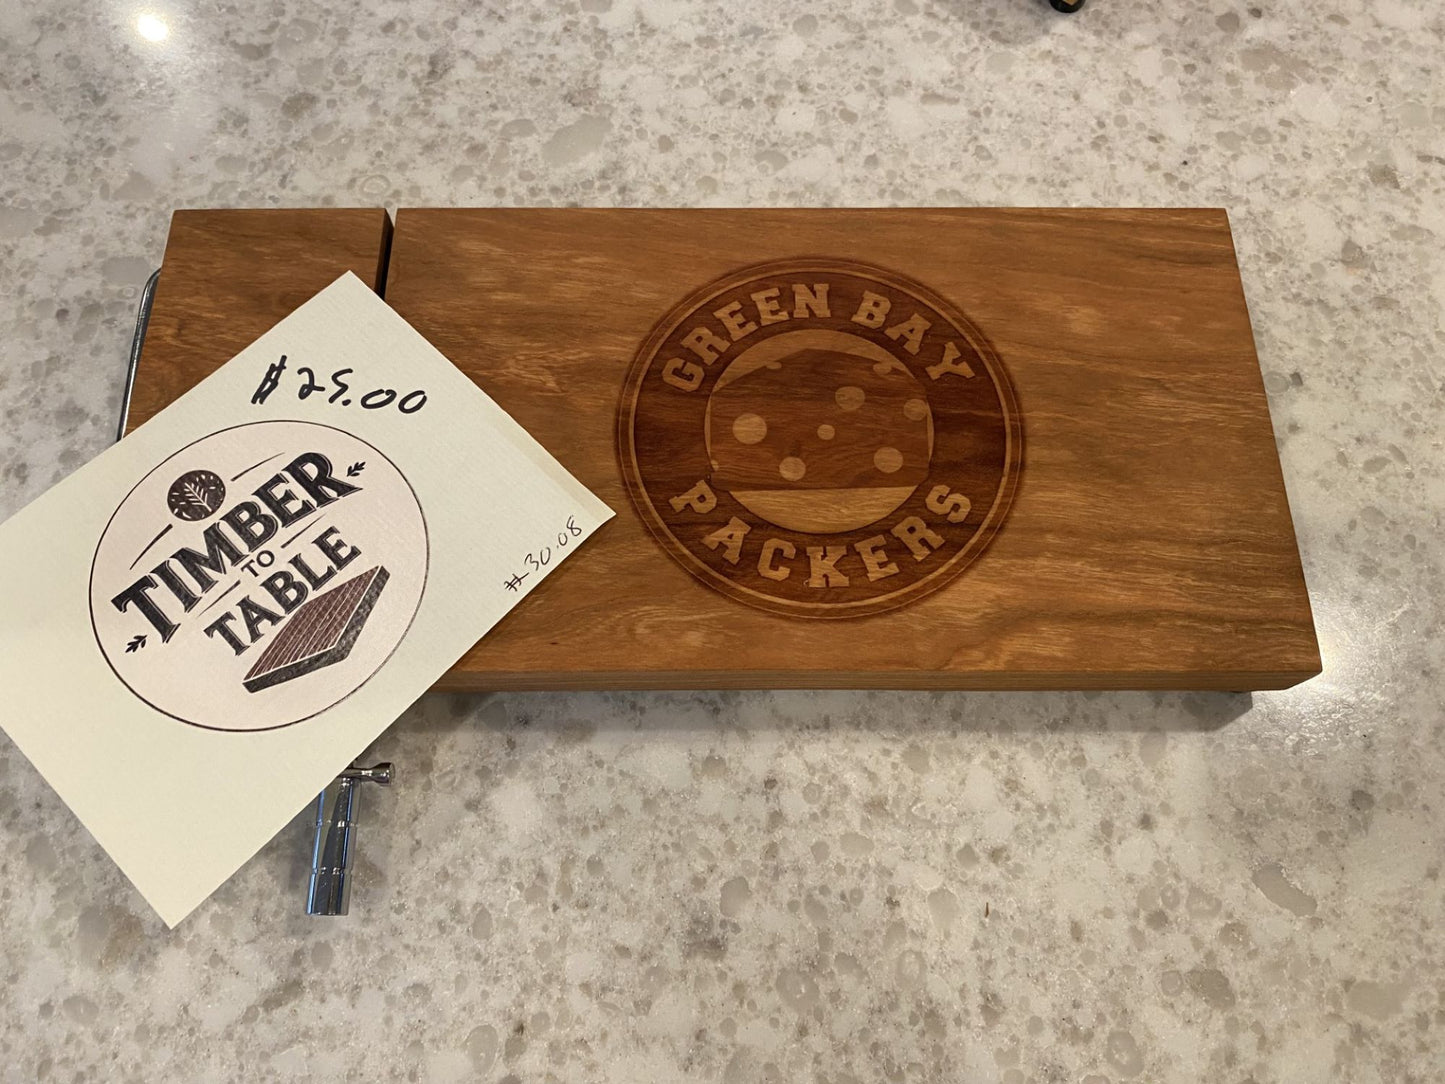 $25.00
TIMBER
TO
TABLE
#30.08
GREEN BAY
PACKERS